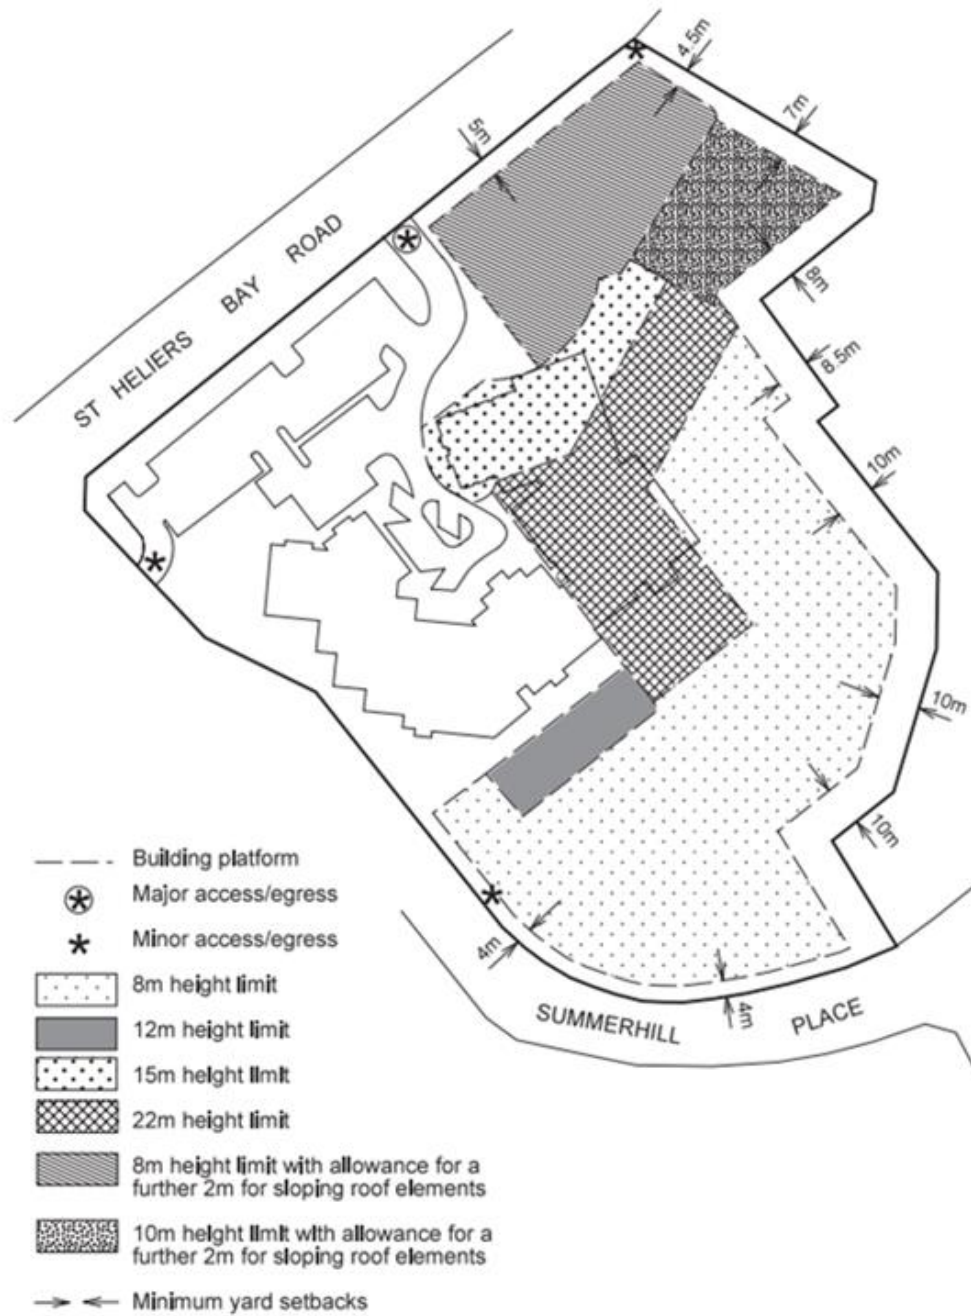 4.5m
7m
5m
ST HELIERS BAY ROAD
8m
8.5m
10m
10m
10m
4m
4m
SUMMERHILL PLACE
Building platform
Major access/egress
Minor access/egress
8m height limit
12m height limit
15m height limit
22m height limit
8m height limit with allowance for a
further 2m for sloping roof elements
10m height limit with allowance for a
further 2m for sloping roof elements
Minimum yard setbacks